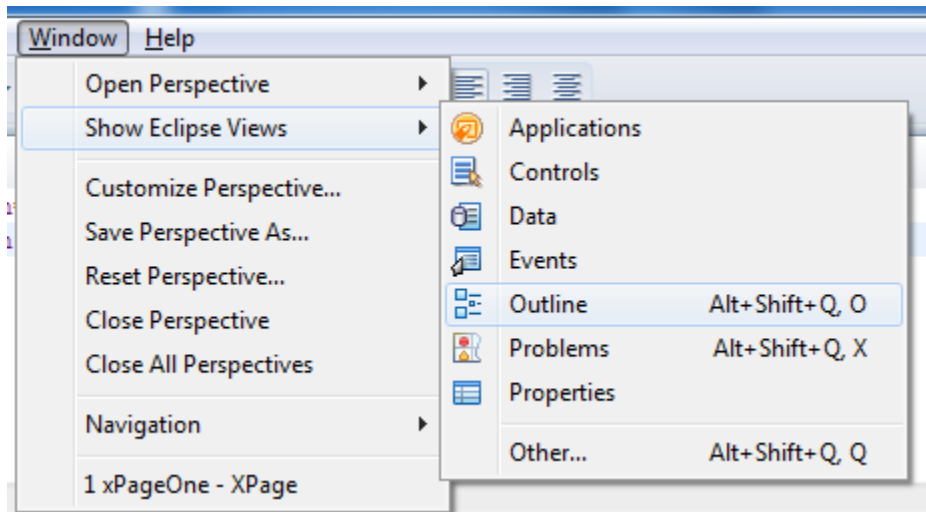 Window Help
Open Perspective
Show Eclipse Views
Customize Perspective...
Save Perspective As...
Reset Perspective...
Close Perspective
Close All Perspectives
Navigation
1 xPageOne - XPage
Applications
Controls
Data
Events
Outline Alt+Shift+Q, O
Problems Alt+Shift+Q, X
Properties
Other... Alt+Shift+Q, Q